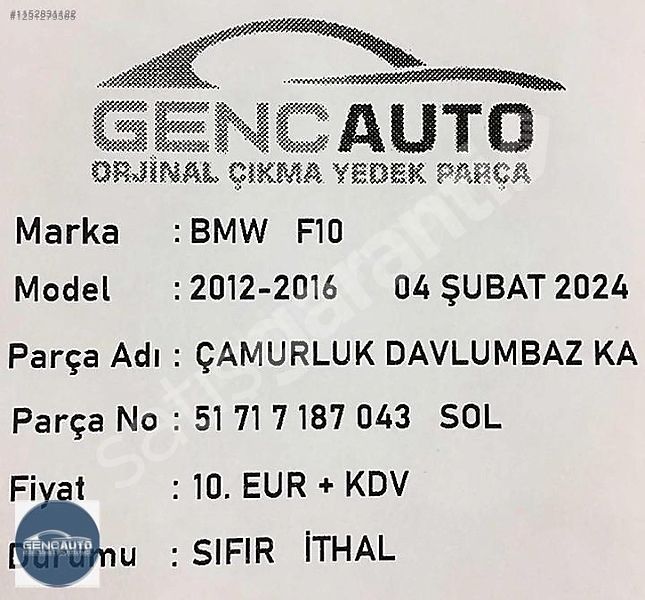 GENCAUTO
ORJİNAL ÇIKMA YEDEK PARÇA
Marka : BMW F10
Model : 2012-2016 04 ŞUBAT 2024
Parça Adı : ÇAMURLUK DAVLUMBAZ KA
Parça No : 51 71 7 187 043 SOL
Fiyat : 10. EUR + KDV
Durumu : SIFIR İTHAL
GENCAUTO